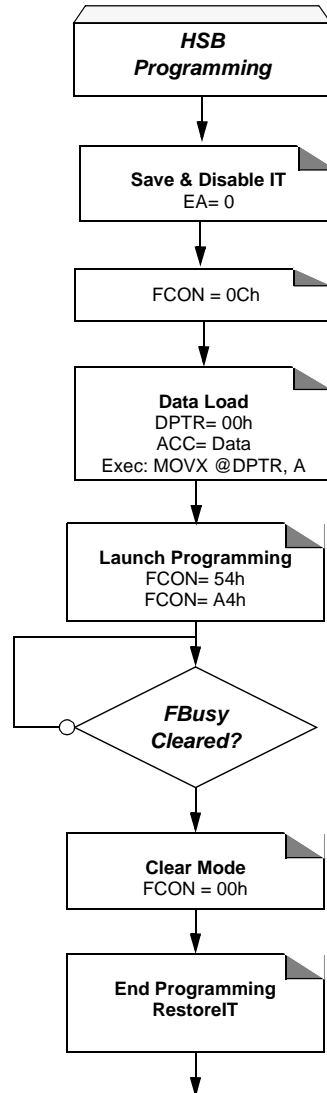 HSB
Programming
Save & Disable IT
EA= 0
FCON = 0Ch
Data Load
DPTR= 00h
ACC= Data
Exec: MOVX @DPTR, A
Launch Programming
FCON= 54h
FCON= A4h
FBusy
Cleared?
Clear Mode
FCON = 00h
End Programming
RestoreIT